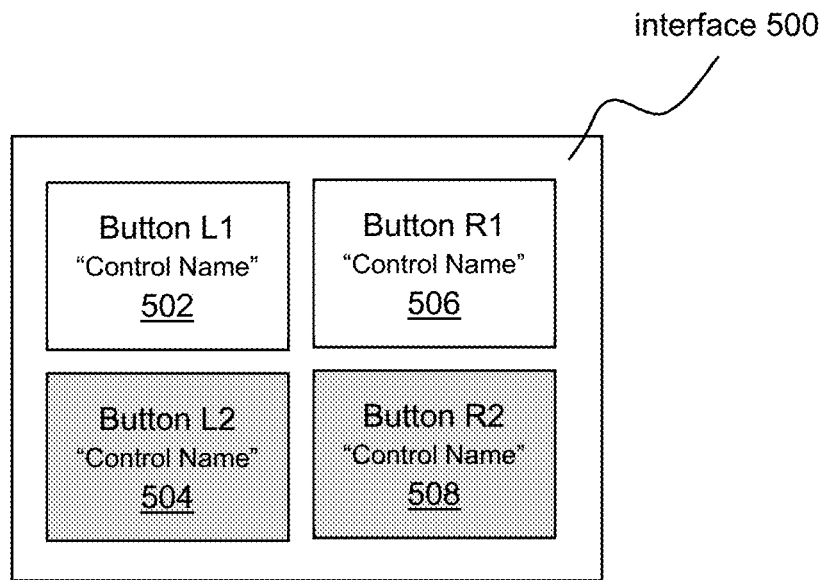 interface 500
Button L1
“Control Name”
502
Button R1
“Control Name”
506
Button L2
“Control Name”
504
Button R2
“Control Name”
508